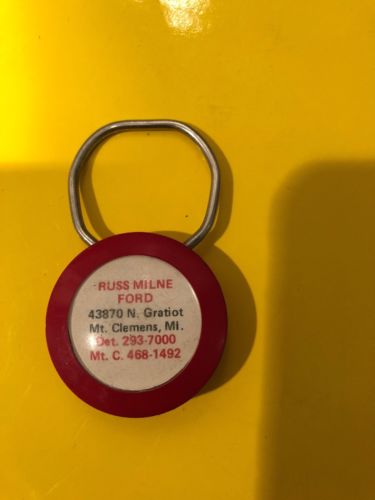 RUSS MILNE
FORD
43870 N. Gratiot
Mt. Clemens, Mi.
Det. 293-7000
Mt. C. 468-1492